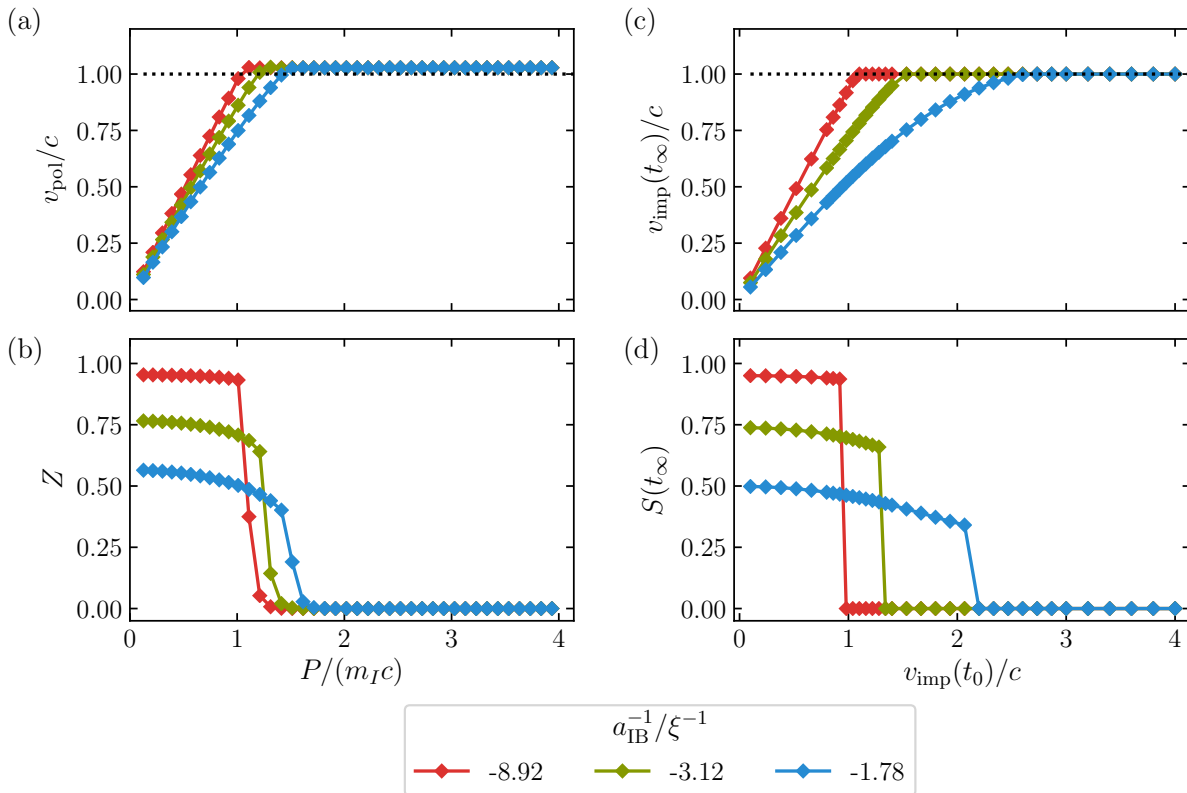 (a)
1.00
0.75
0.50
0.25
0.00
v_pol/c
(b)
1.00
0.75
0.50
0.25
0.00
Z
0 1 2 3 4
P/(m_I c)
(c)
1.00
0.75
0.50
0.25
0.00
v_imp(t_∞)/c
(d)
1.00
0.75
0.50
0.25
0.00
S(t_∞)
0 1 2 3 4
v_imp(t_0)/c
a_IB^{-1}/ξ^{-1}
-8.92 -3.12 -1.78